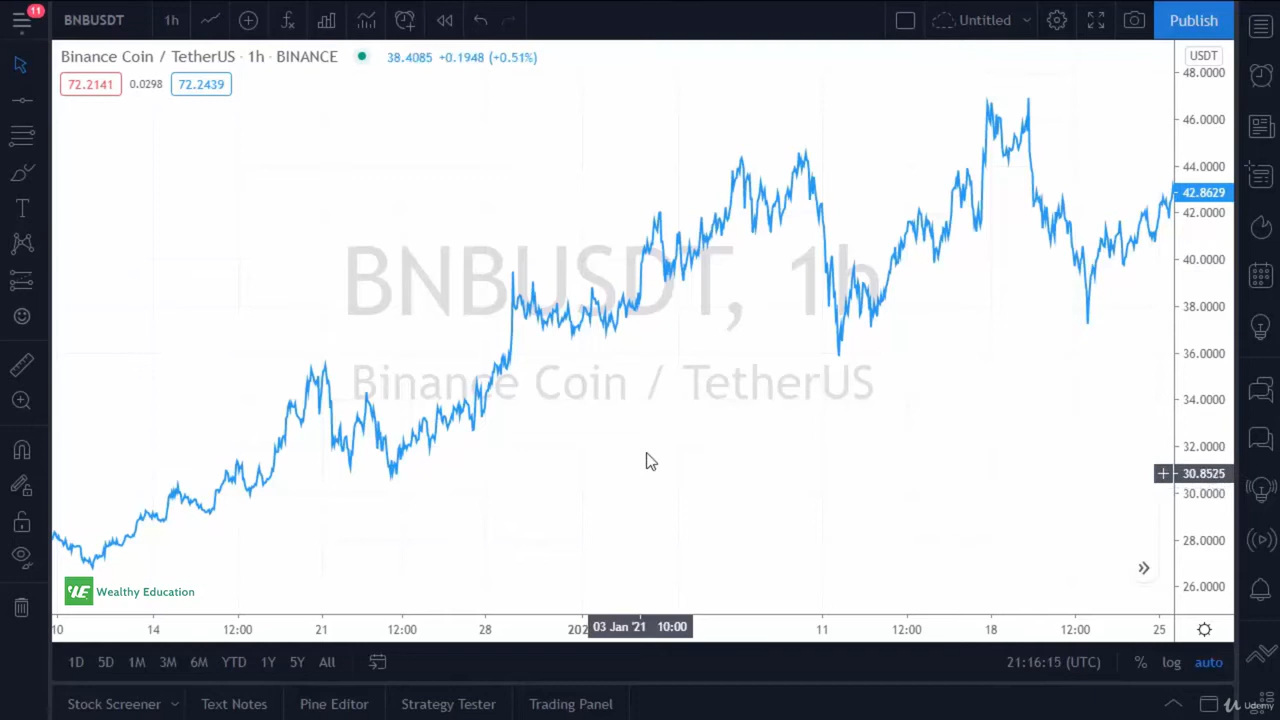 11
BNBUSDT 1h Untitled Publish
Binance Coin / TetherUS · 1h · BINANCE 38.4085 +0.1948 (+0.51%) USDT
72.2141 0.0298 72.2439
48.0000
46.0000
44.0000
42.8629
42.0000
BNBUSDT, 1h
40.0000
38.0000
36.0000
Binance Coin / TetherUS
34.0000
32.0000
30.8525
30.0000
28.0000
26.0000
Wealthy Education
10 14 12:00 21 12:00 28 202 03 Jan '21 10:00 11 12:00 18 12:00 25
1D 5D 1M 3M 6M YTD 1Y 5Y All 21:16:15 (UTC) % log auto
Stock Screener Text Notes Pine Editor Strategy Tester Trading Panel
Udemy